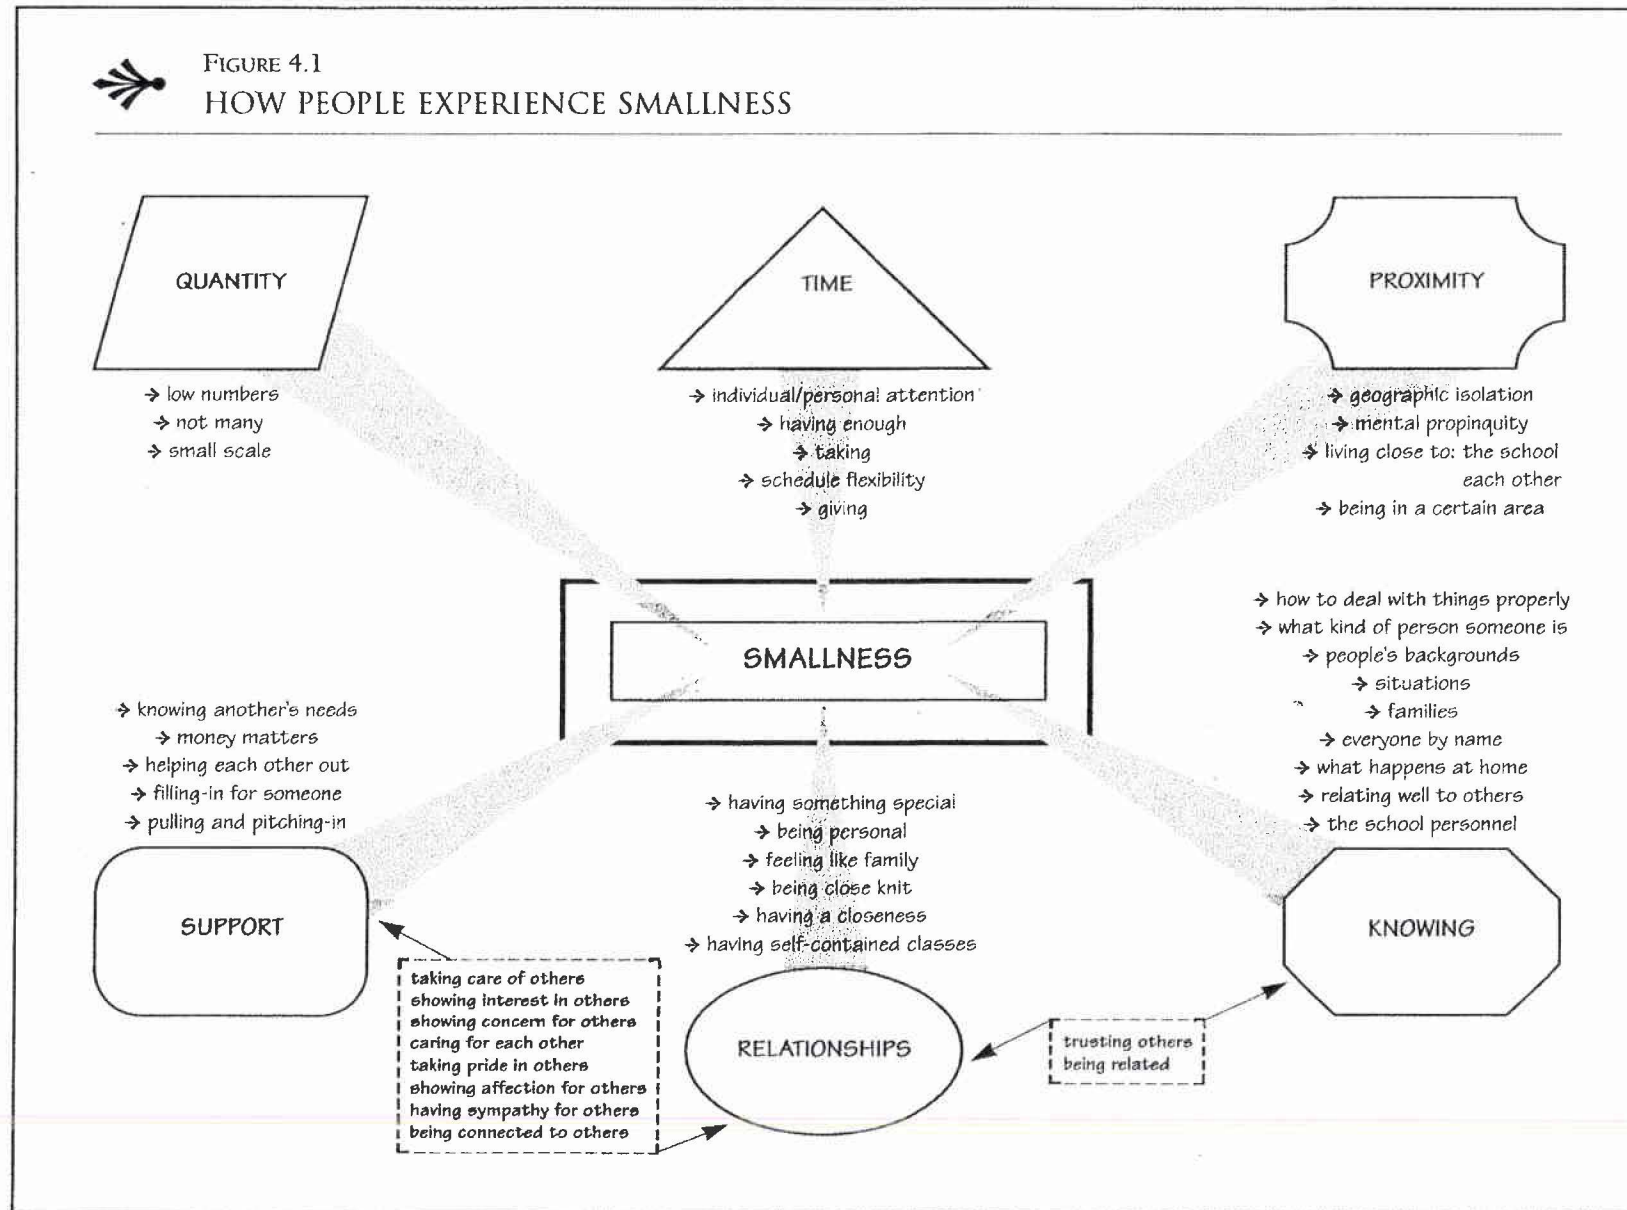 FIGURE 4.1
HOW PEOPLE EXPERIENCE SMALLNESS
QUANTITY
→ low numbers
→ not many
→ small scale
TIME
→ individual/personal attention
→ having enough
→ taking
→ schedule flexibility
→ giving
PROXIMITY
→ geographic isolation
→ mental propinquity
→ living close to: the school
each other
→ being in a certain area
SMALLNESS
→ knowing another's needs
→ money matters
→ helping each other out
→ filling-in for someone
→ pulling and pitching-in
SUPPORT
→ having something special
→ being personal
→ feeling like family
→ being close knit
→ having a closeness
→ having self-contained classes
RELATIONSHIPS
→ how to deal with things properly
→ what kind of person someone is
→ people's backgrounds
→ situations
→ families
→ everyone by name
→ what happens at home
→ relating well to others
→ the school personnel
KNOWING
taking care of others
showing interest in others
showing concern for others
caring for each other
taking pride in others
showing affection for others
having sympathy for others
being connected to others
trusting others
being related